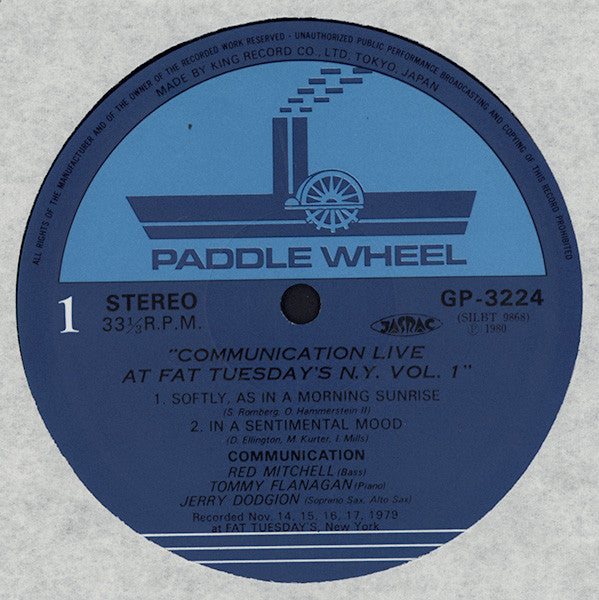 ALL RIGHTS OF THE MANUFACTURER AND OF THE OWNER OF THE RECORDED WORK RESERVED - UNAUTHORIZED PUBLIC PERFORMANCE BROADCASTING AND COPYING OF THIS RECORD PROHIBITED
MADE BY KING RECORD CO., LTD. TOKYO, JAPAN
PADDLE WHEEL
1
STEREO
33⅓ R.P.M.
JASRAC
GP-3224
(SILBT 9868)
Ⓟ 1980
"COMMUNICATION LIVE
AT FAT TUESDAY'S N.Y. VOL. 1"
1. SOFTLY, AS IN A MORNING SUNRISE
(S. Romberg, O. Hammerstein II)
2. IN A SENTIMENTAL MOOD
(D. Ellington, M. Kurter, I. Mills)
COMMUNICATION
RED MITCHELL (Bass)
TOMMY FLANAGAN (Piano)
JERRY DODGION (Soprano Sax, Alto Sax)
Recorded Nov. 14, 15, 16, 17, 1979
at FAT TUESDAY'S, New York